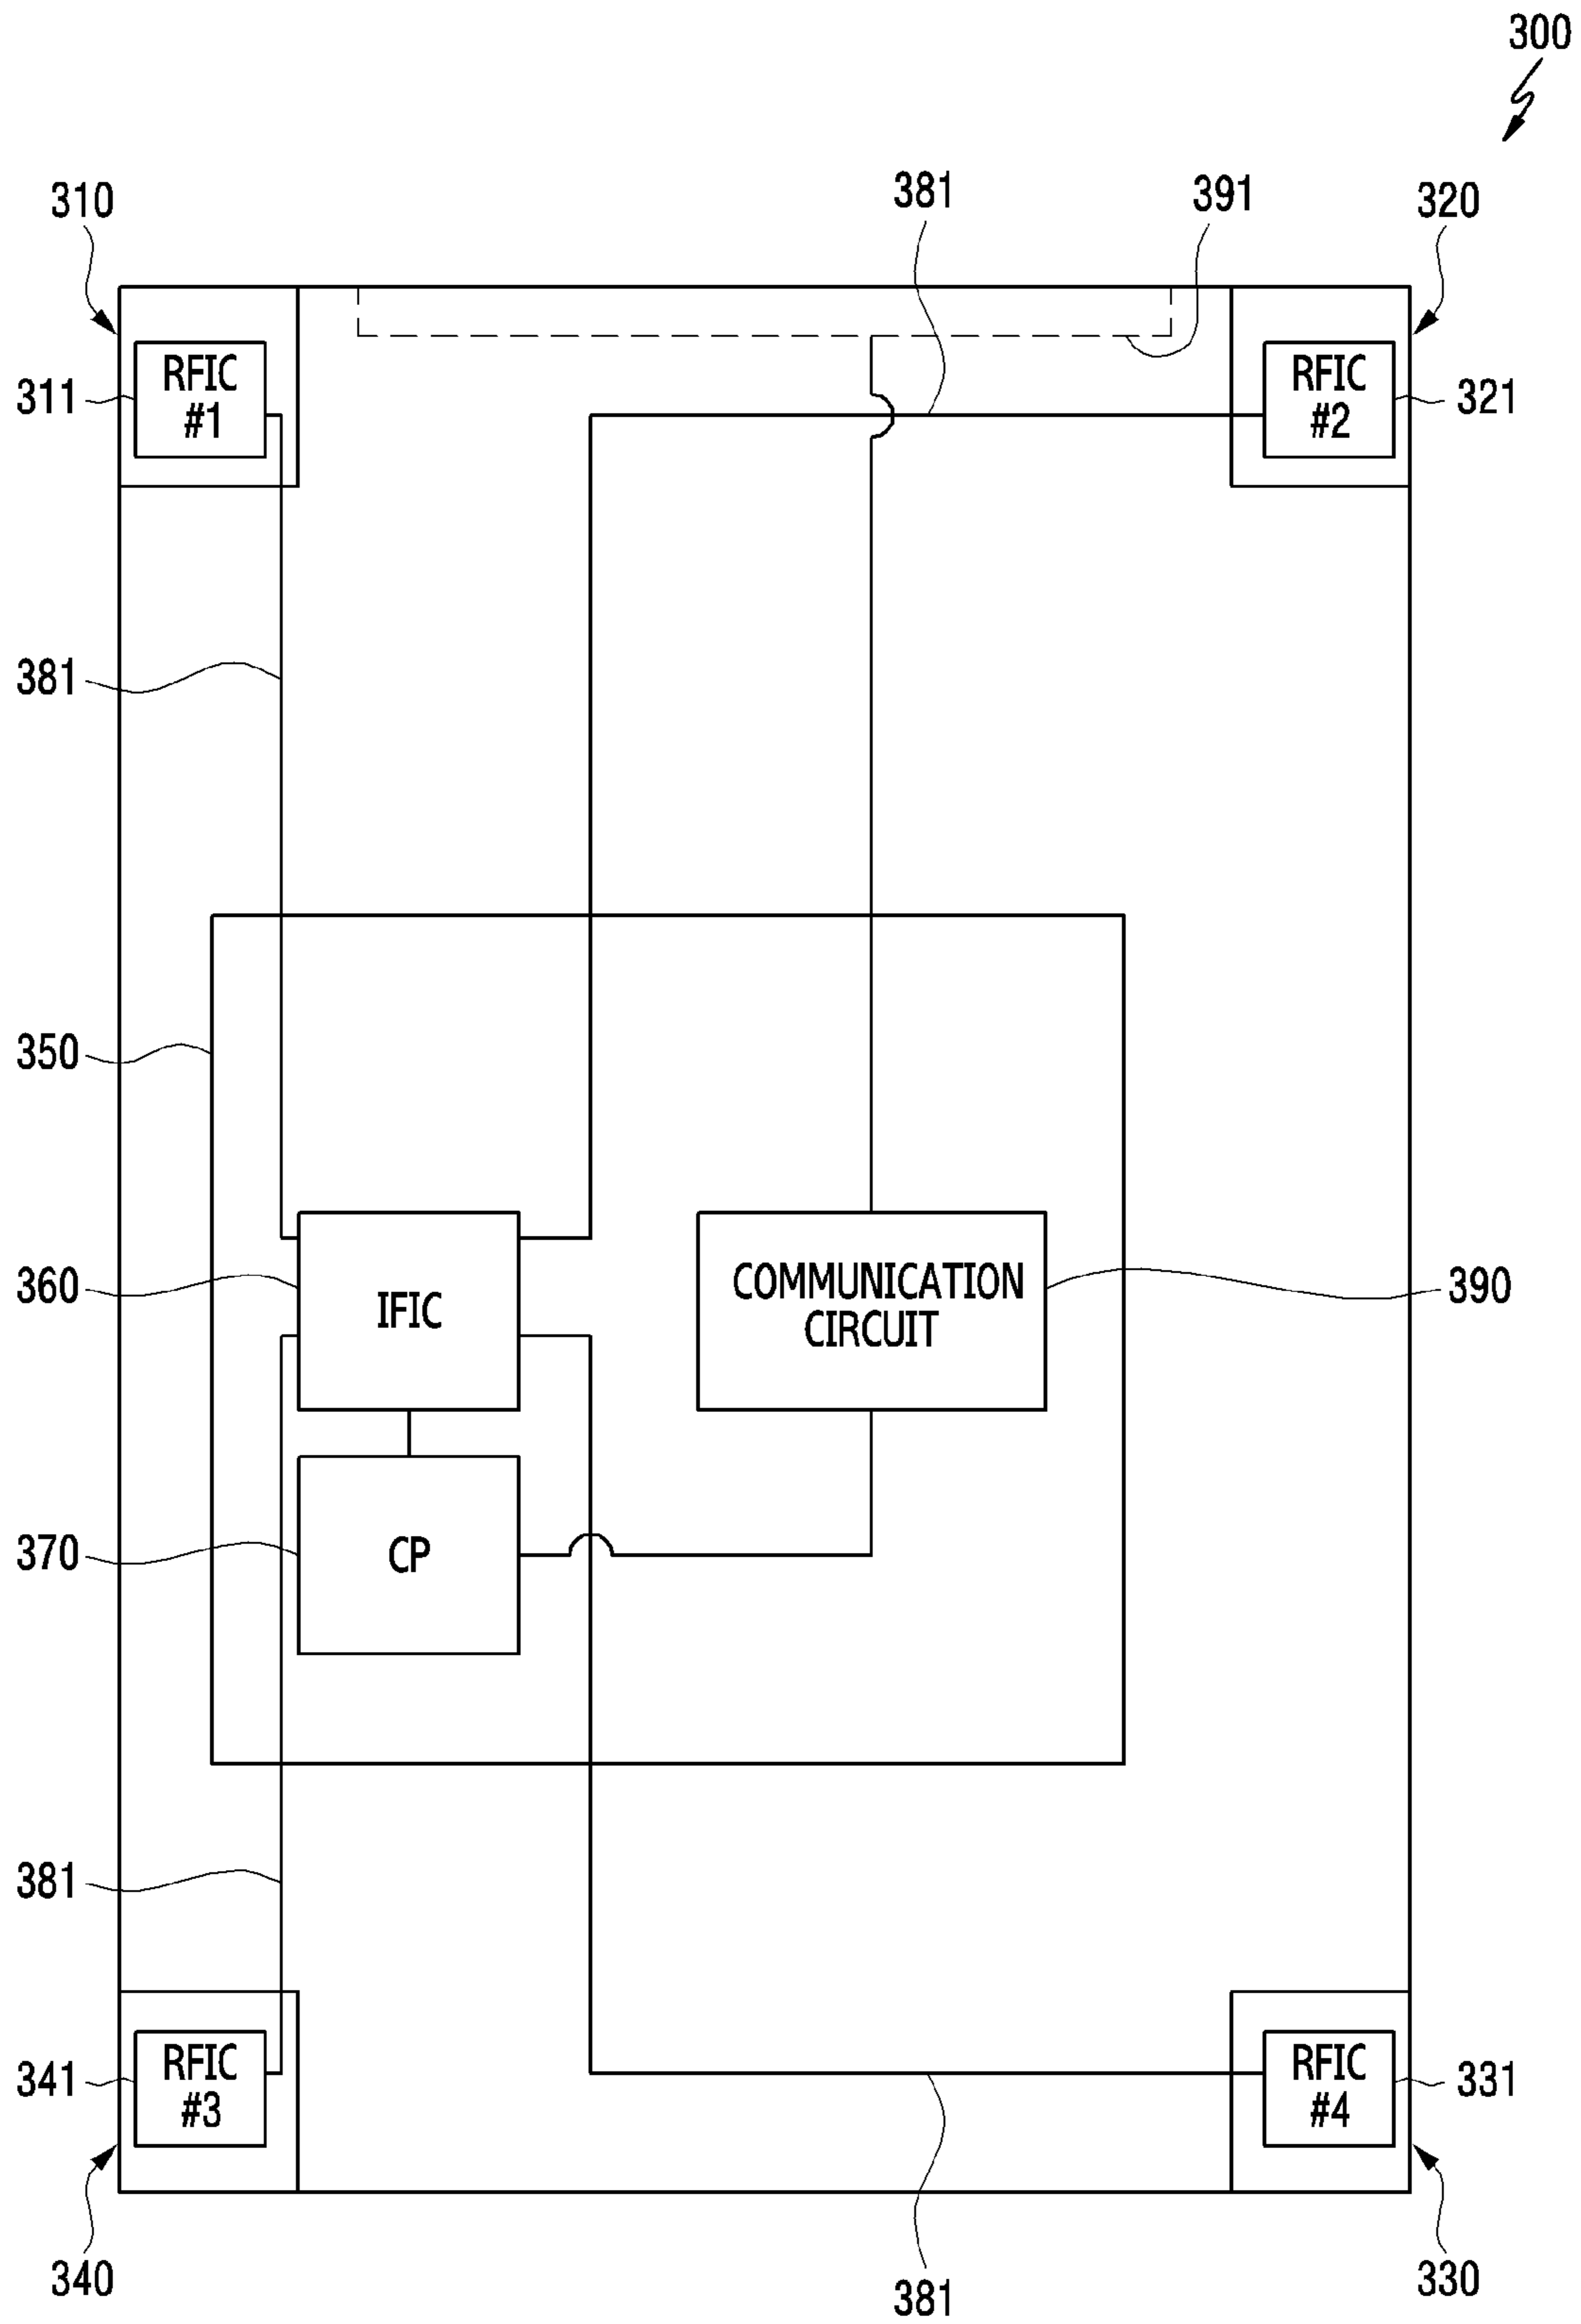 300
310
381
391
320
RFIC
#1
311
RFIC
#2
321
381
350
360
IFIC
COMMUNICATION
CIRCUIT
390
370
CP
381
341
RFIC
#3
RFIC
#4
331
340
381
330